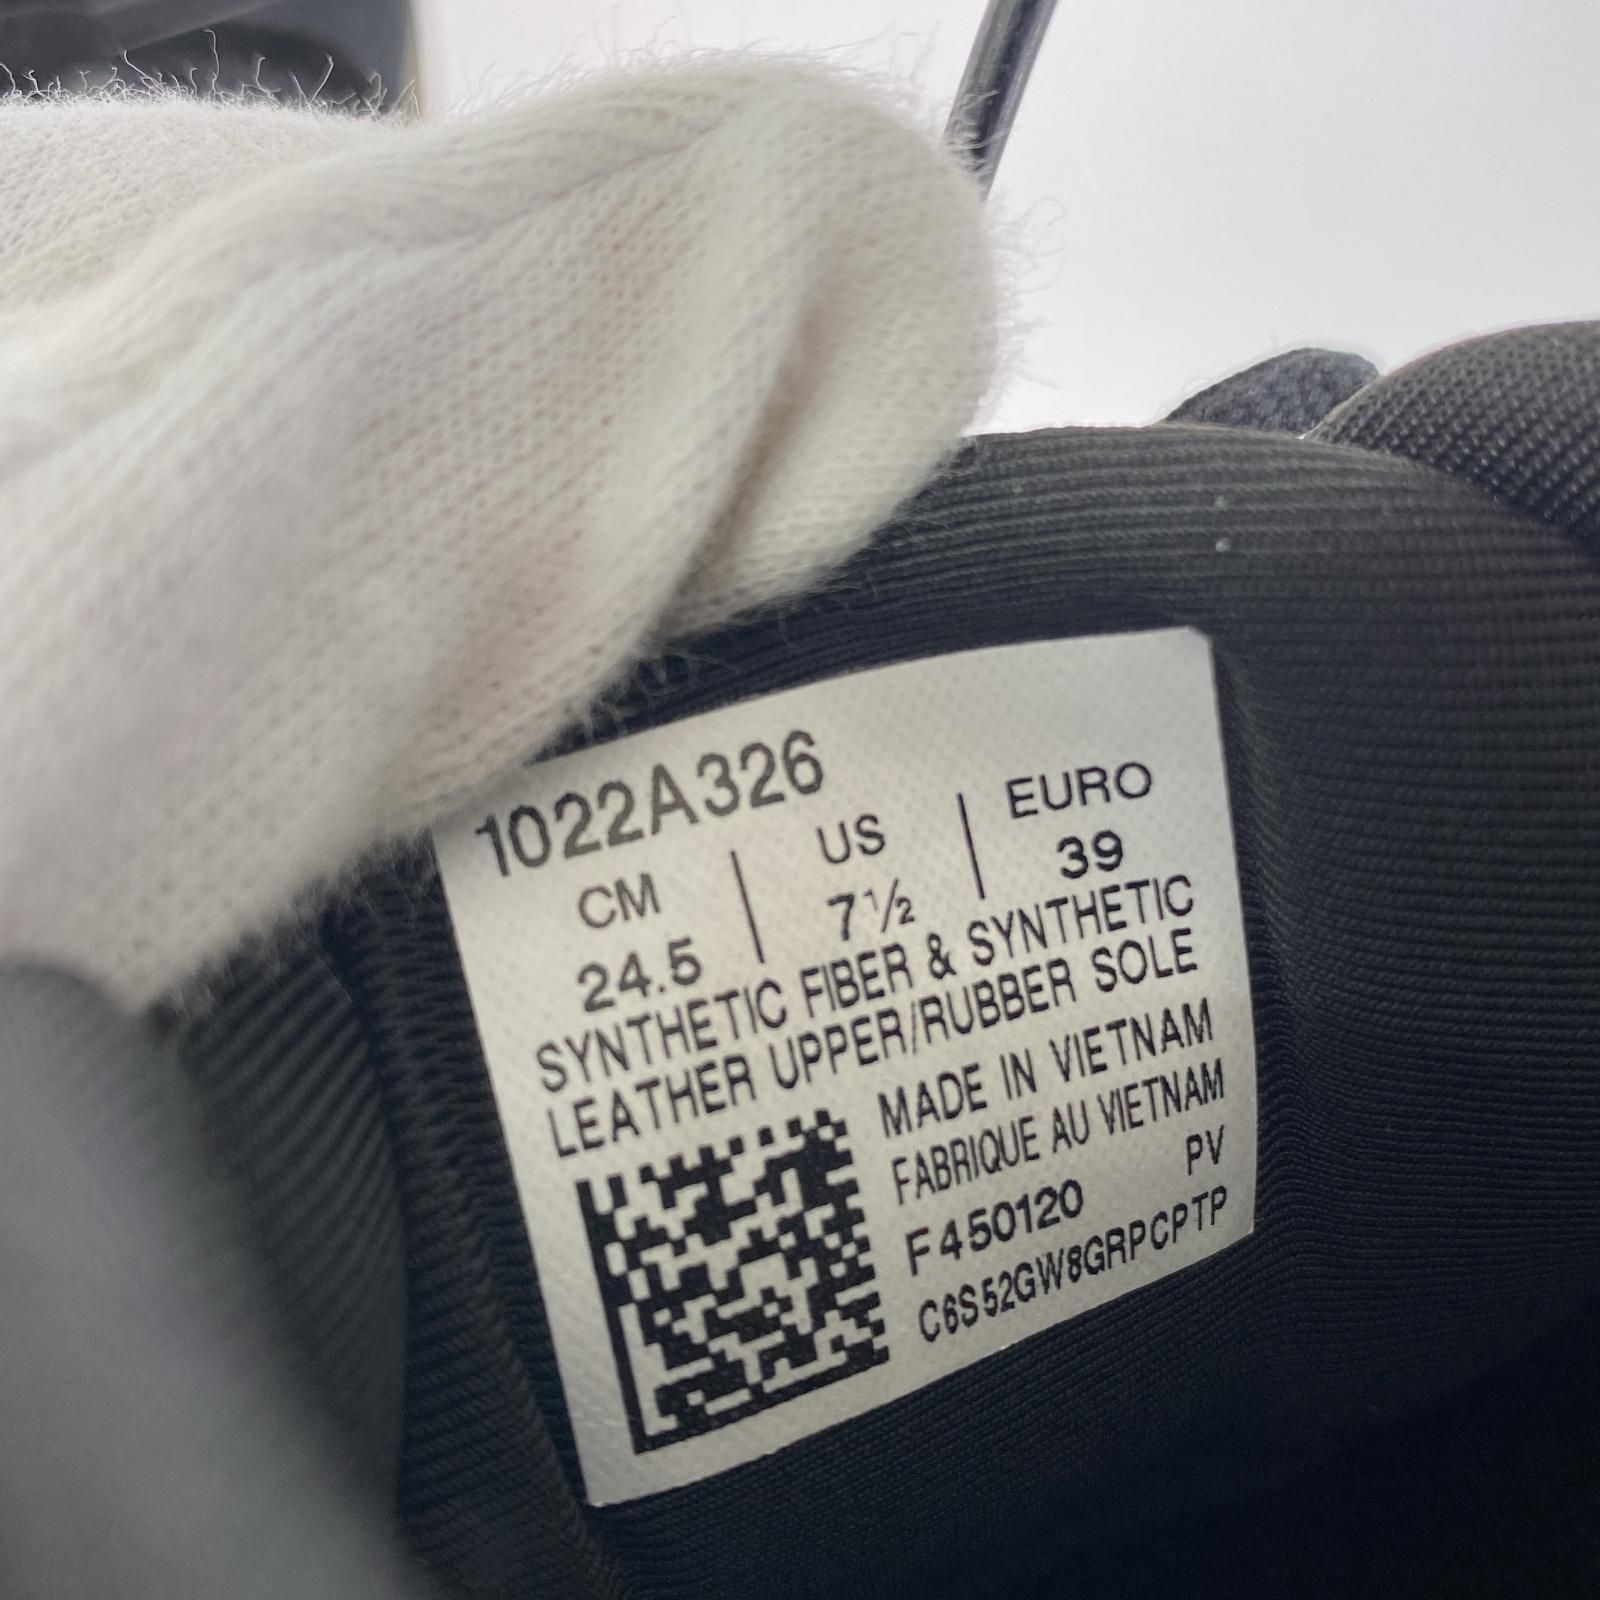 1022A326
CM | US | EURO
24.5 7½ 39
SYNTHETIC FIBER & SYNTHETIC
LEATHER UPPER/RUBBER SOLE
MADE IN VIETNAM
FABRIQUE AU VIETNAM
PV
F450120
C6S52GW8GRPCPTP